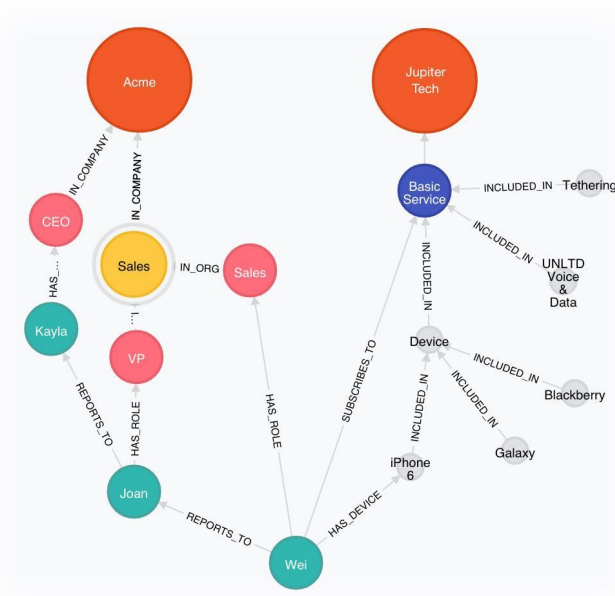 Acme
Jupiter
Tech
IN_COMPANY
IN_COMPANY
Basic
Service
INCLUDED_IN
Tethering
CEO
INCLUDED_IN
Sales
IN_ORG
Sales
HAS_...
INCLUDED_IN
UNLTD
Voice
&
Data
I...
Kayla
VP
Device
SUBSCRIBES_TO
INCLUDED_IN
Blackberry
REPORTS_TO
HAS_ROLE
HAS_ROLE
INCLUDED_IN
INCLUDED_IN
Galaxy
iPhone
6
Joan
HAS_DEVICE
REPORTS_TO
Wei